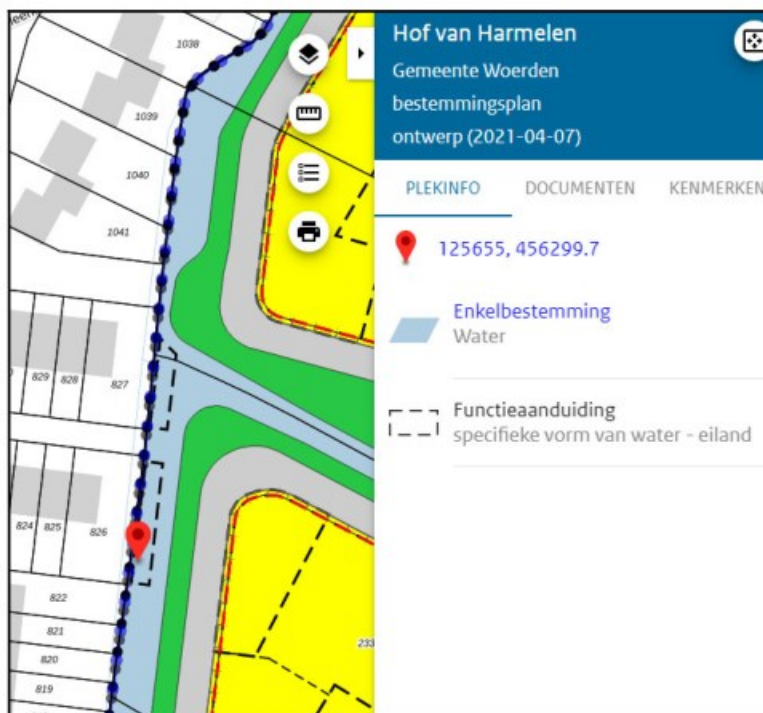 1038
1039
1040
1041
829
828
827
824
825
826
822
821
820
819
233
Hof van Harmelen
Gemeente Woerden
bestemmingsplan
ontwerp (2021-04-07)
PLEKINFO DOCUMENTEN KENMERKEN
125655, 456299.7
Enkelbestemming
Water
Functieaanduiding
specifieke vorm van water - eiland